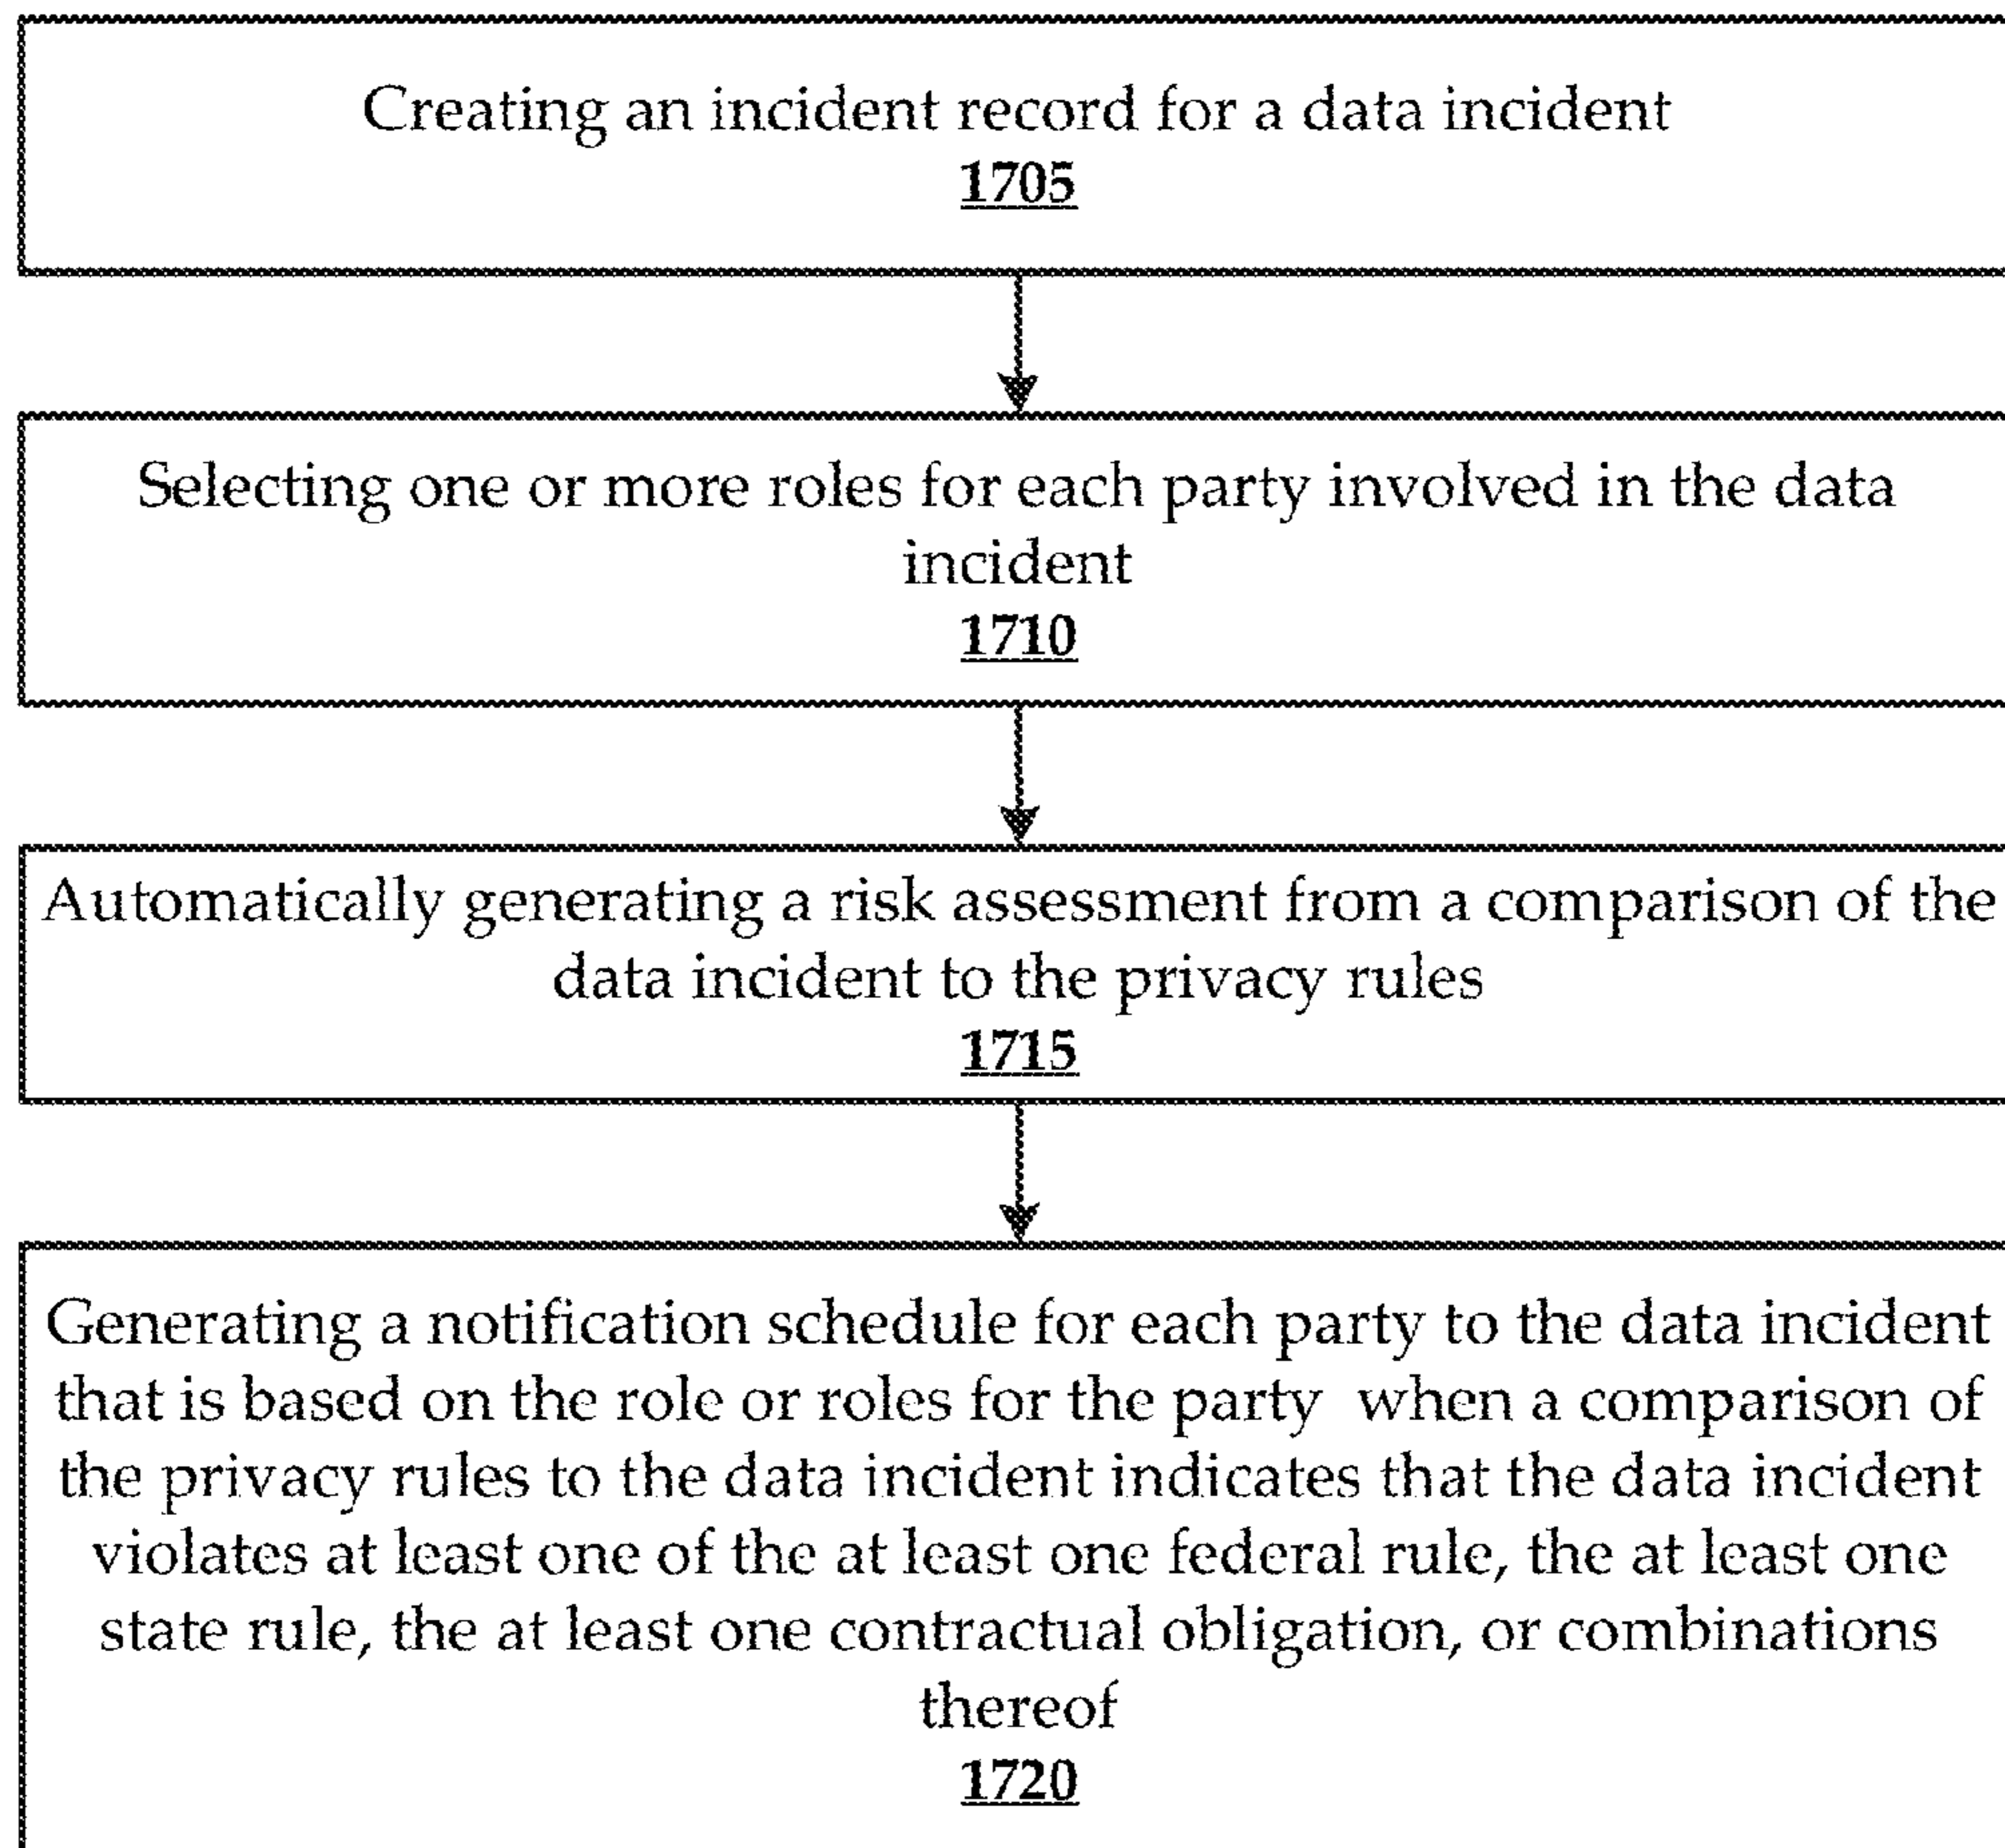 Creating an incident record for a data incident
1705
Selecting one or more roles for each party involved in the data
incident
1710
Automatically generating a risk assessment from a comparison of the
data incident to the privacy rules
1715
Generating a notification schedule for each party to the data incident
that is based on the role or roles for the party when a comparison of
the privacy rules to the data incident indicates that the data incident
violates at least one of the at least one federal rule, the at least one
state rule, the at least one contractual obligation, or combinations
thereof
1720